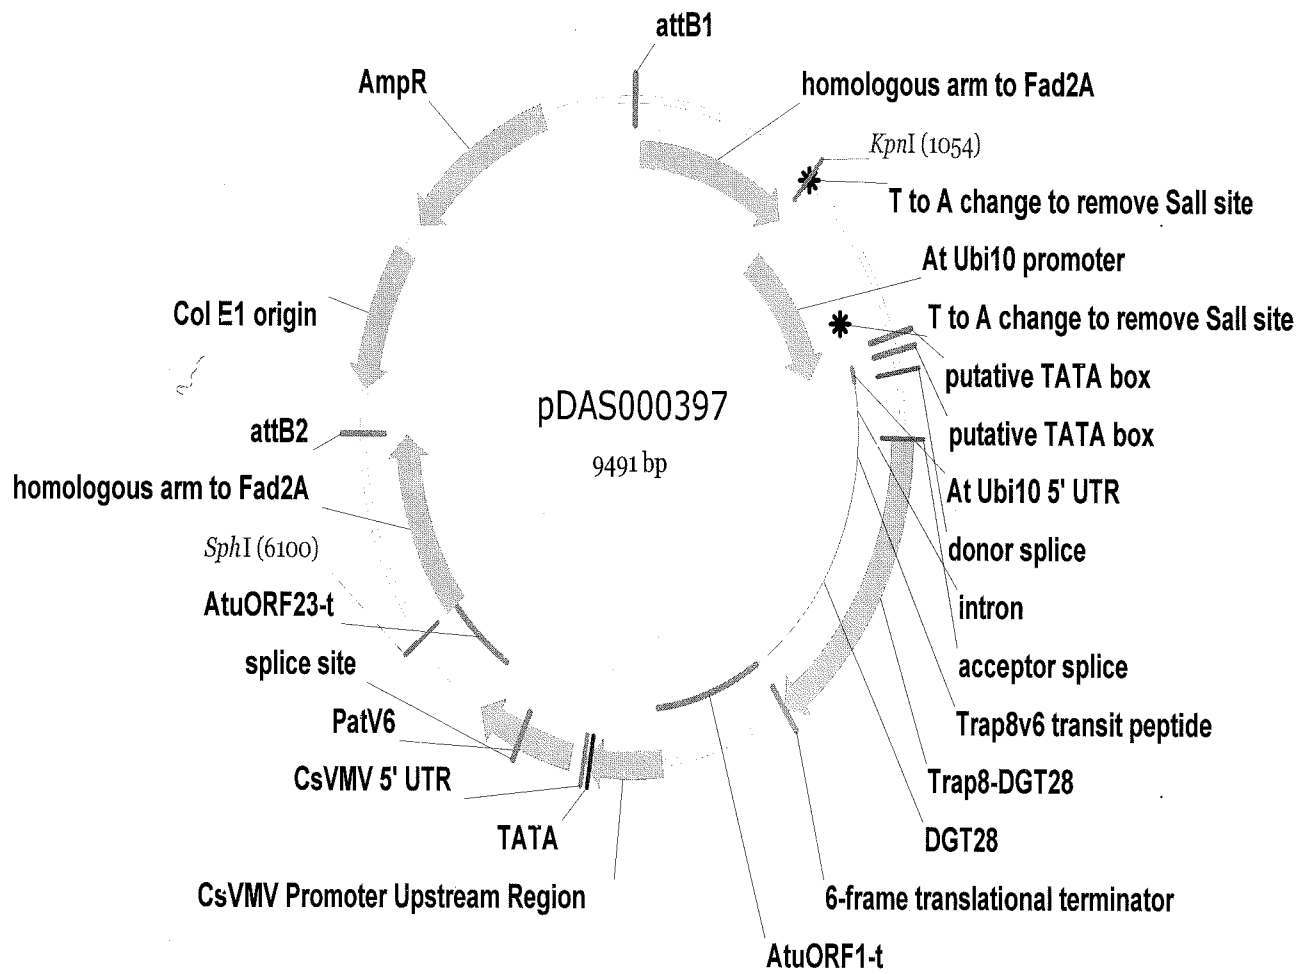 attB1
AmpR
homologous arm to Fad2A
KpnI (1054)
T to A change to remove SalI site
At Ubi10 promoter
Col E1 origin
T to A change to remove SalI site
putative TATA box
pDAS000397
attB2
putative TATA box
9491 bp
homologous arm to Fad2A
At Ubi10 5' UTR
SphI (6100)
donor splice
AtuORF23-t
intron
splice site
acceptor splice
PatV6
Trap8v6 transit peptide
CsVMV 5' UTR
Trap8-DGT28
TATA
DGT28
CsVMV Promoter Upstream Region
6-frame translational terminator
AtuORF1-t